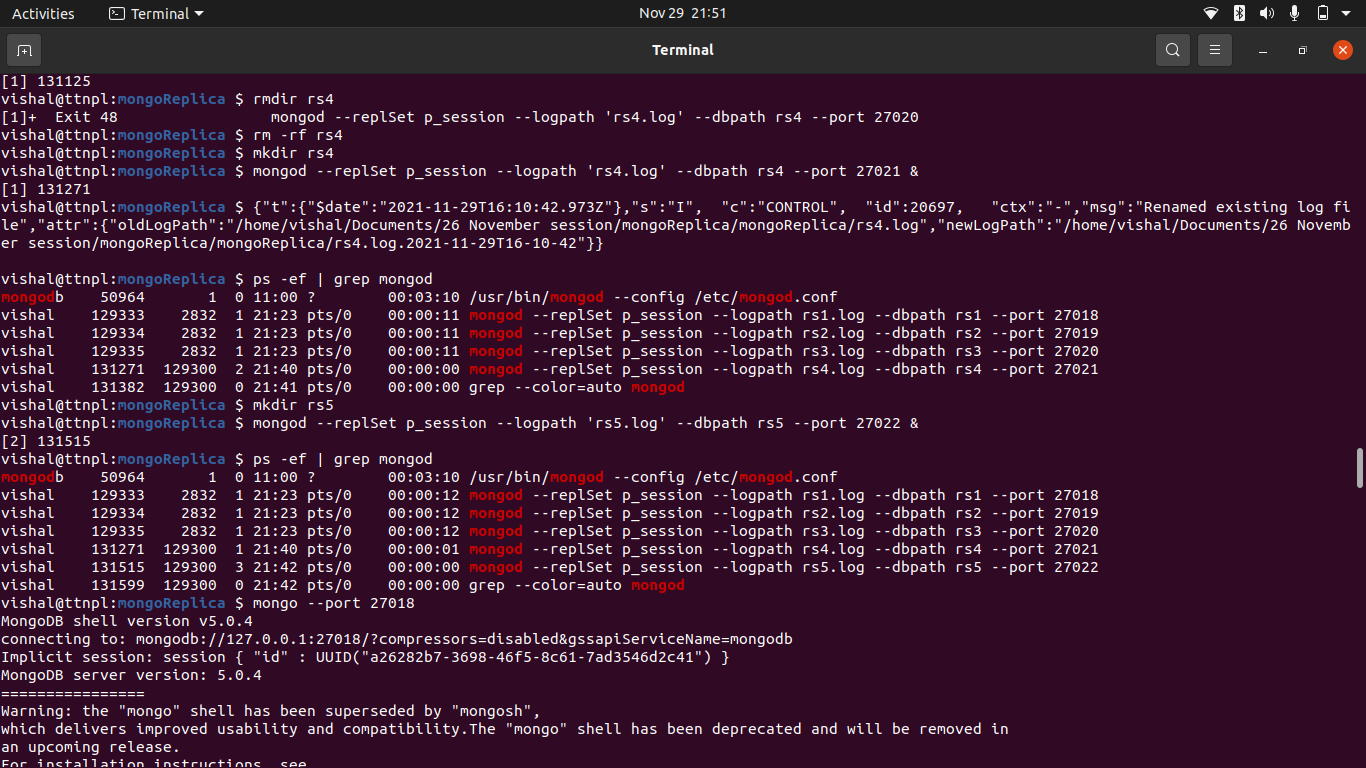 Activities
Terminal
Nov 29 21:51
Terminal
[1] 131125
vishal@ttnpl:mongoReplica $ rmdir rs4
[1]+  Exit 48                 mongod --replSet p_session --logpath 'rs4.log' --dbpath rs4 --port 27020
vishal@ttnpl:mongoReplica $ rm -rf rs4
vishal@ttnpl:mongoReplica $ mkdir rs4
vishal@ttnpl:mongoReplica $ mongod --replSet p_session --logpath 'rs4.log' --dbpath rs4 --port 27021 &
[1] 131271
vishal@ttnpl:mongoReplica $ {"t":{"$date":"2021-11-29T16:10:42.973Z"},"s":"I",  "c":"CONTROL",  "id":20697,   "ctx":"-","msg":"Renamed existing log fi
le","attr":{"oldLogPath":"/home/vishal/Documents/26 November session/mongoReplica/mongoReplica/rs4.log","newLogPath":"/home/vishal/Documents/26 Novemb
er session/mongoReplica/mongoReplica/rs4.log.2021-11-29T16-10-42"}}
vishal@ttnpl:mongoReplica $ ps -ef | grep mongod
mongodb    50964       1  0 11:00 ?        00:03:10 /usr/bin/mongod --config /etc/mongod.conf
vishal    129333    2832  1 21:23 pts/0    00:00:11 mongod --replSet p_session --logpath rs1.log --dbpath rs1 --port 27018
vishal    129334    2832  1 21:23 pts/0    00:00:11 mongod --replSet p_session --logpath rs2.log --dbpath rs2 --port 27019
vishal    129335    2832  1 21:23 pts/0    00:00:11 mongod --replSet p_session --logpath rs3.log --dbpath rs3 --port 27020
vishal    131271  129300  2 21:40 pts/0    00:00:00 mongod --replSet p_session --logpath rs4.log --dbpath rs4 --port 27021
vishal    131382  129300  0 21:41 pts/0    00:00:00 grep --color=auto mongod
vishal@ttnpl:mongoReplica $ mkdir rs5
vishal@ttnpl:mongoReplica $ mongod --replSet p_session --logpath 'rs5.log' --dbpath rs5 --port 27022 &
[2] 131515
vishal@ttnpl:mongoReplica $ ps -ef | grep mongod
mongodb    50964       1  0 11:00 ?        00:03:10 /usr/bin/mongod --config /etc/mongod.conf
vishal    129333    2832  1 21:23 pts/0    00:00:12 mongod --replSet p_session --logpath rs1.log --dbpath rs1 --port 27018
vishal    129334    2832  1 21:23 pts/0    00:00:12 mongod --replSet p_session --logpath rs2.log --dbpath rs2 --port 27019
vishal    129335    2832  1 21:23 pts/0    00:00:12 mongod --replSet p_session --logpath rs3.log --dbpath rs3 --port 27020
vishal    131271  129300  1 21:40 pts/0    00:00:01 mongod --replSet p_session --logpath rs4.log --dbpath rs4 --port 27021
vishal    131515  129300  3 21:42 pts/0    00:00:00 mongod --replSet p_session --logpath rs5.log --dbpath rs5 --port 27022
vishal    131599  129300  0 21:42 pts/0    00:00:00 grep --color=auto mongod
vishal@ttnpl:mongoReplica $ mongo --port 27018
MongoDB shell version v5.0.4
connecting to: mongodb://127.0.0.1:27018/?compressors=disabled&gssapiServiceName=mongodb
Implicit session: session { "id" : UUID("a26282b7-3698-46f5-8c61-7ad3546d2c41") }
MongoDB server version: 5.0.4
================
Warning: the "mongo" shell has been superseded by "mongosh",
which delivers improved usability and compatibility.The "mongo" shell has been deprecated and will be removed in
an upcoming release.
For installation instructions, see